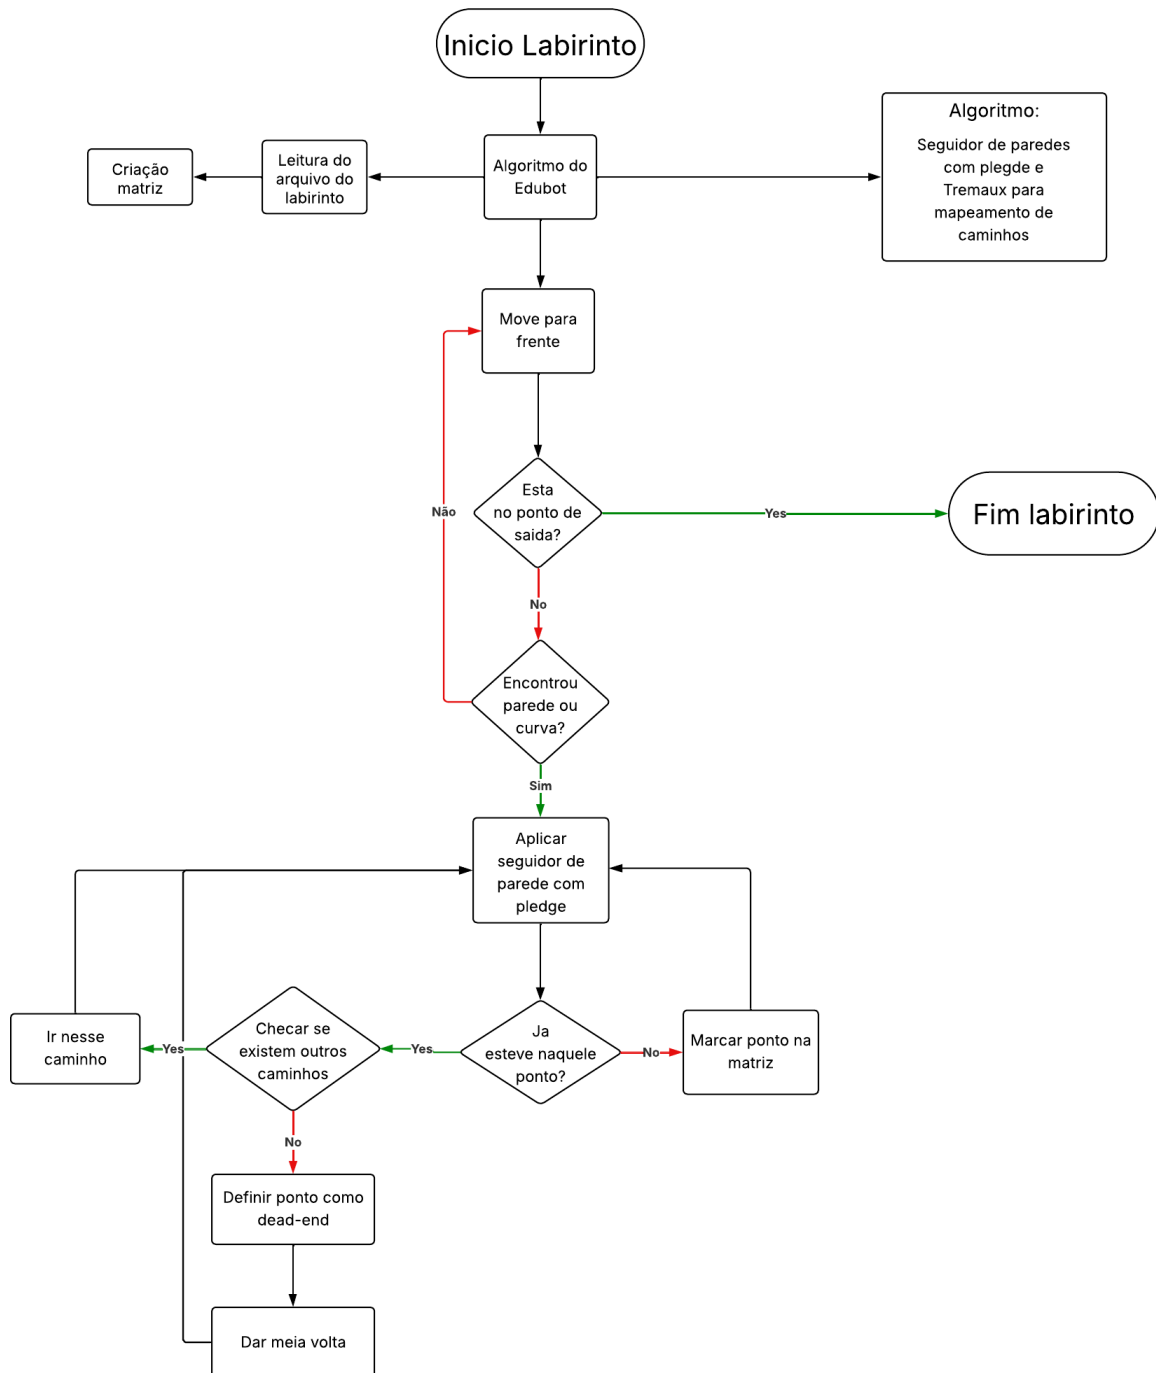 Inicio Labirinto
Algoritmo:
Seguidor de paredes
com plegde e
Tremaux para
mapeamento de
caminhos
Criação
matriz
Leitura do
arquivo do
labirinto
Algoritmo do
Edubot
Move para
frente
Esta
no ponto de
saida?
Yes
Fim labirinto
Não
No
Encontrou
parede ou
curva?
Sim
Aplicar
seguidor de
parede com
pledge
Ja
esteve naquele
ponto?
No
Marcar ponto na
matriz
Yes
Checar se
existem outros
caminhos
Yes
Ir nesse
caminho
No
Definir ponto como
dead-end
Dar meia volta